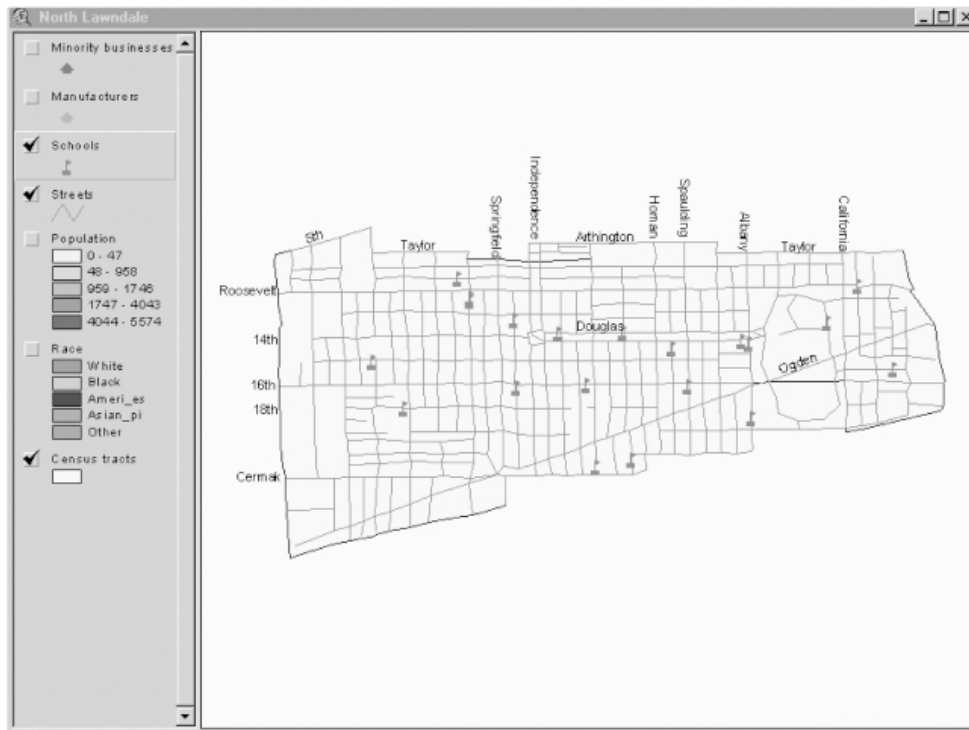 North Lawndale
Minority businesses
Manufacturers
Schools
Streets
Population
0 - 47
48 - 958
959 - 1746
1747 - 4043
4044 - 5574
Race
White
Black
Ameri_es
Asian_pi
Other
Census tracts
Independence
Springfield
Homan
Spaulding
Albany
California
5th
Taylor
Arthington
Taylor
Roosevelt
14th
Douglas
Ogden
16th
18th
Cermak